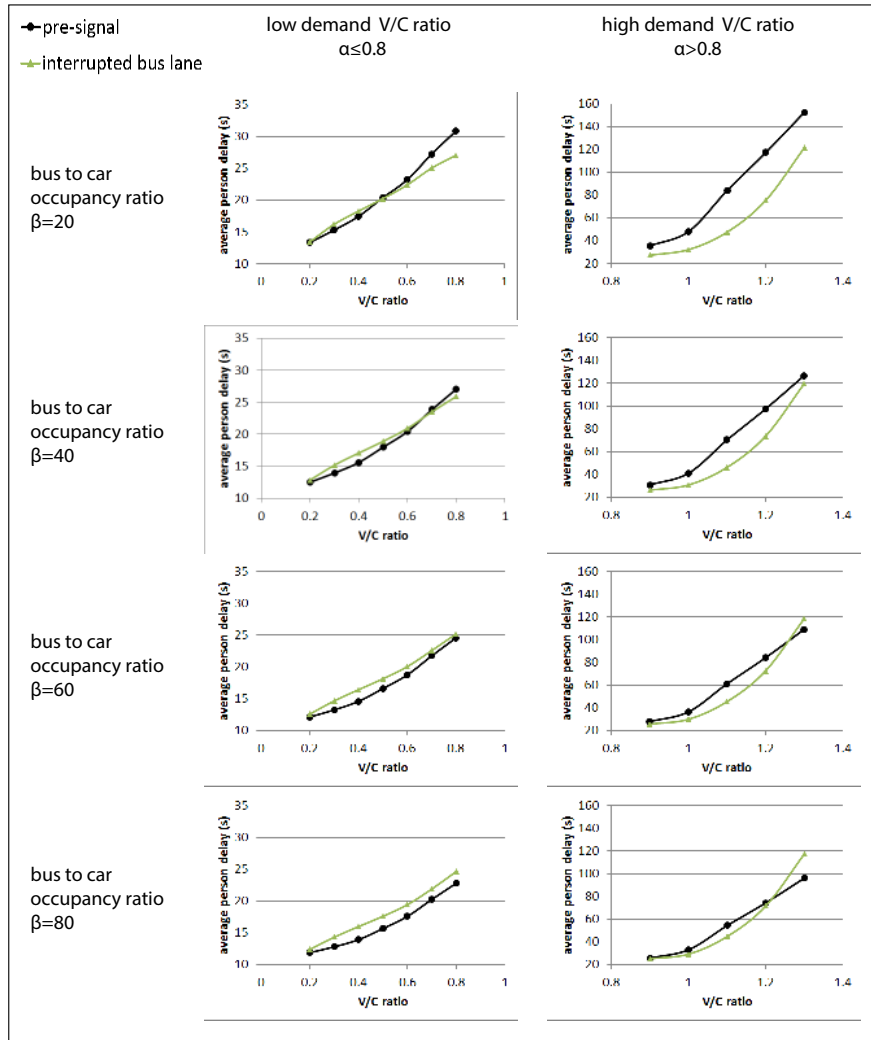 pre-signal
interrupted bus lane
low demand V/C ratio
α≤0.8
high demand V/C ratio
α>0.8
bus to car
occupancy ratio
β=20
average person delay (s)
35
30
25
20
15
10
0 0.2 0.4 0.6 0.8 1
V/C ratio
average person delay (s)
160
140
120
100
80
60
40
20
0.8 1 1.2 1.4
V/C ratio
bus to car
occupancy ratio
β=40
average person delay (s)
35
30
25
20
15
10
0 0.2 0.4 0.6 0.8 1
V/C ratio
average person delay (s)
160
140
120
100
80
60
40
20
0.8 1 1.2 1.4
V/C ratio
bus to car
occupancy ratio
β=60
average person delay (s)
35
30
25
20
15
10
0 0.2 0.4 0.6 0.8 1
V/C ratio
average person delay (s)
160
140
120
100
80
60
40
20
0.8 1 1.2 1.4
V/C ratio
bus to car
occupancy ratio
β=80
average person delay (s)
35
30
25
20
15
10
0 0.2 0.4 0.6 0.8 1
V/C ratio
average person delay (s)
160
140
120
100
80
60
40
20
0.8 1 1.2 1.4
V/C ratio